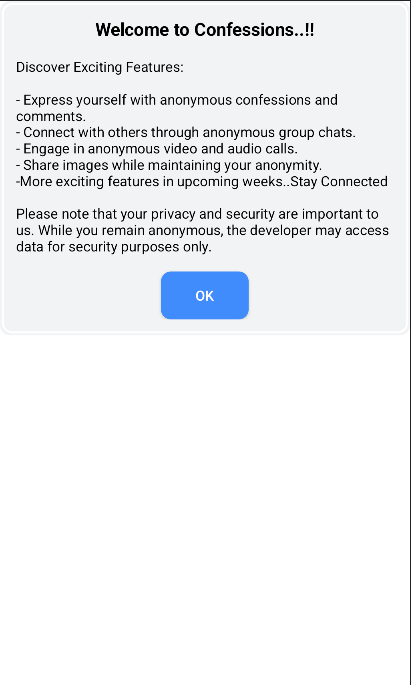 Welcome to Confessions..!!
Discover Exciting Features:
- Express yourself with anonymous confessions and
comments.
- Connect with others through anonymous group chats.
- Engage in anonymous video and audio calls.
- Share images while maintaining your anonymity.
-More exciting features in upcoming weeks..Stay Connected
Please note that your privacy and security are important to
us. While you remain anonymous, the developer may access
data for security purposes only.
OK